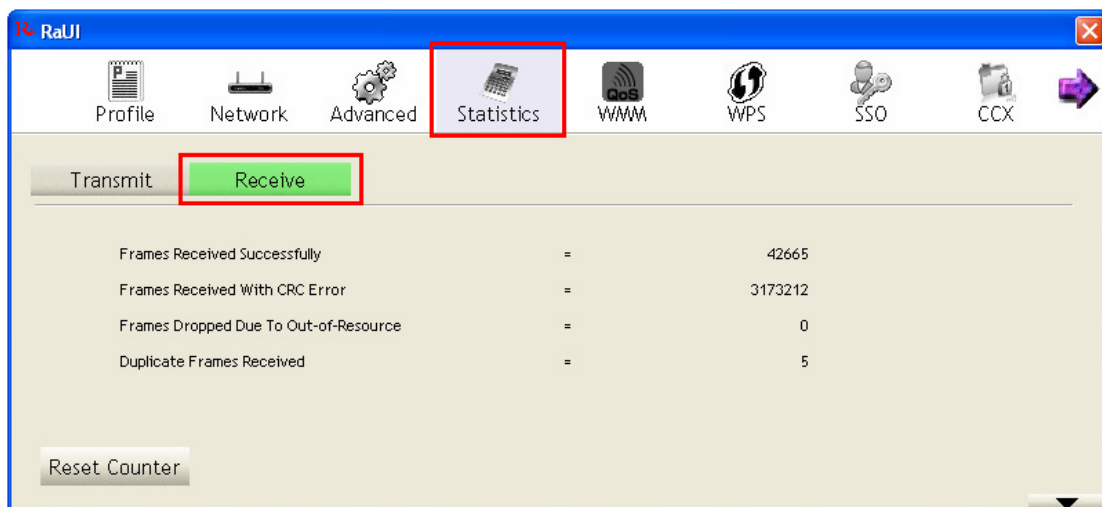 RaUI
Profile Network Advanced Statistics QoS WMM WPS SSO CCX
Transmit Receive
Frames Received Successfully = 42665
Frames Received With CRC Error = 3173212
Frames Dropped Due To Out-of-Resource = 0
Duplicate Frames Received = 5
Reset Counter